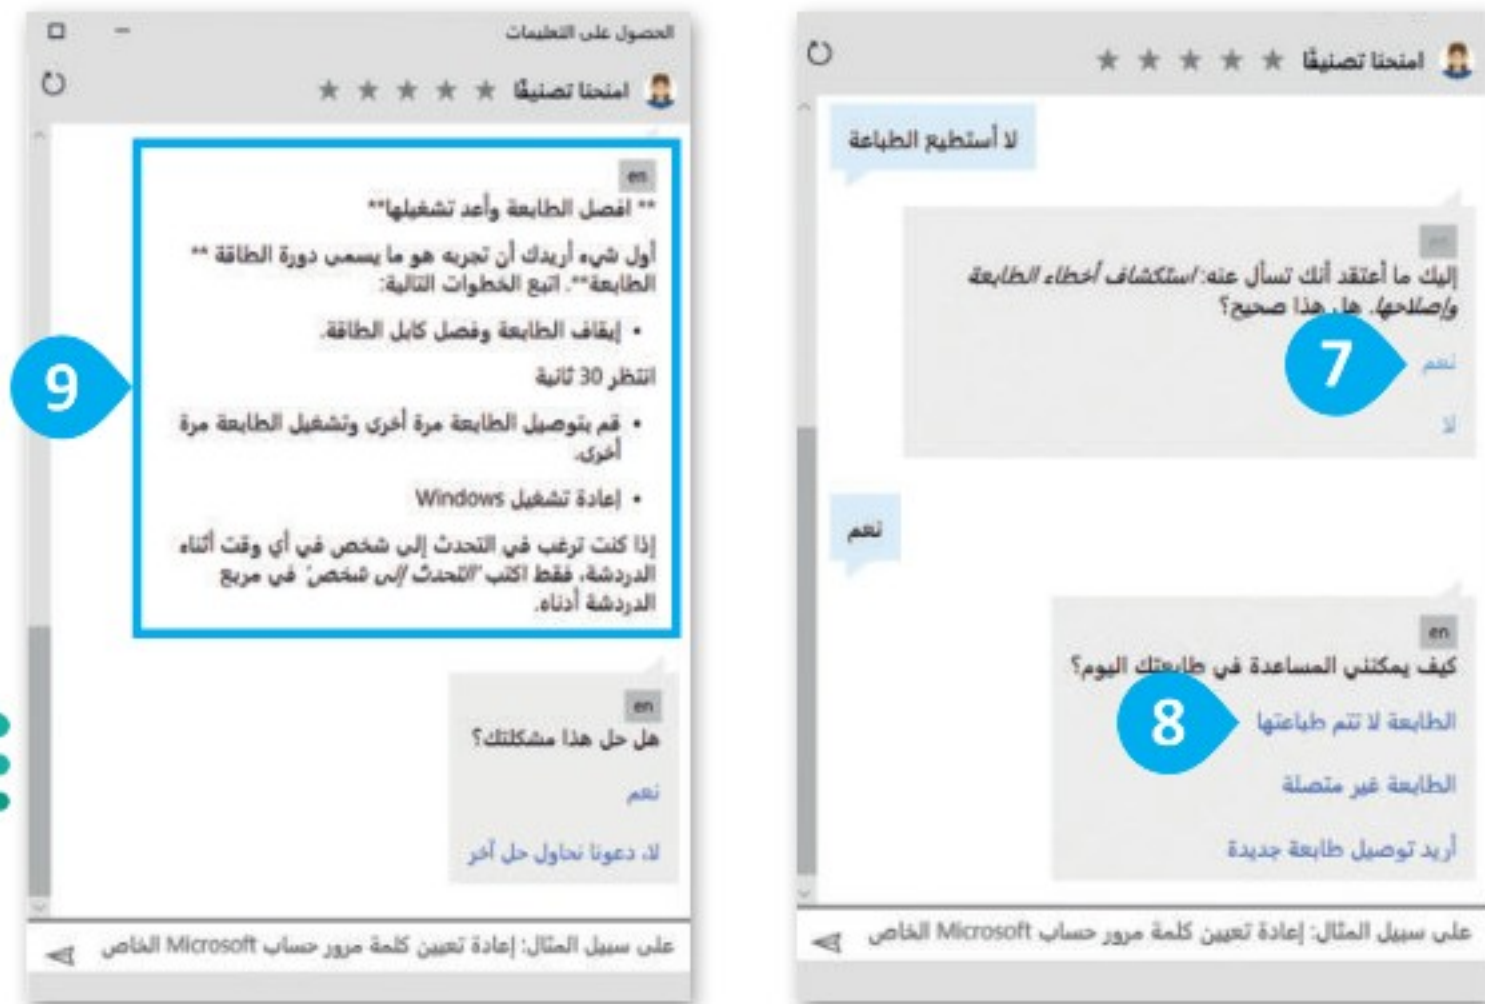 امنحنا تصنيفًا
لا أستطيع الطباعة
en
إليك ما أعتقد أنك تسأل عنه: استكشاف أخطاء الطابعة
وإصلاحها. هل هذا صحيح؟
7
نعم
لا
نعم
en
كيف يمكنني المساعدة في طابعتك اليوم؟
8
الطابعة لا تتم طباعتها
الطابعة غير متصلة
أريد توصيل طابعة جديدة
على سبيل المثال: إعادة تعيين كلمة مرور حساب Microsoft الخاص
الحصول على التعليمات
امنحنا تصنيفًا
en
** افصل الطابعة وأعد تشغيلها**
أول شيء أريدك أن تجربه هو ما يسمى دورة الطاقة **
الطابعة**. اتبع الخطوات التالية:
• إيقاف الطابعة وفصل كابل الطاقة.
انتظر 30 ثانية
9
• قم بتوصيل الطابعة مرة أخرى وتشغيل الطابعة مرة
أخرى.
• إعادة تشغيل Windows
إذا كنت ترغب في التحدث إلى شخص في أي وقت أثناء
الدردشة، فقط اكتب "التحدث إلى شخص" في مربع
الدردشة أدناه.
en
هل حل هذا مشكلتك؟
نعم
لا، دعونا نحاول حل آخر
على سبيل المثال: إعادة تعيين كلمة مرور حساب Microsoft الخاص